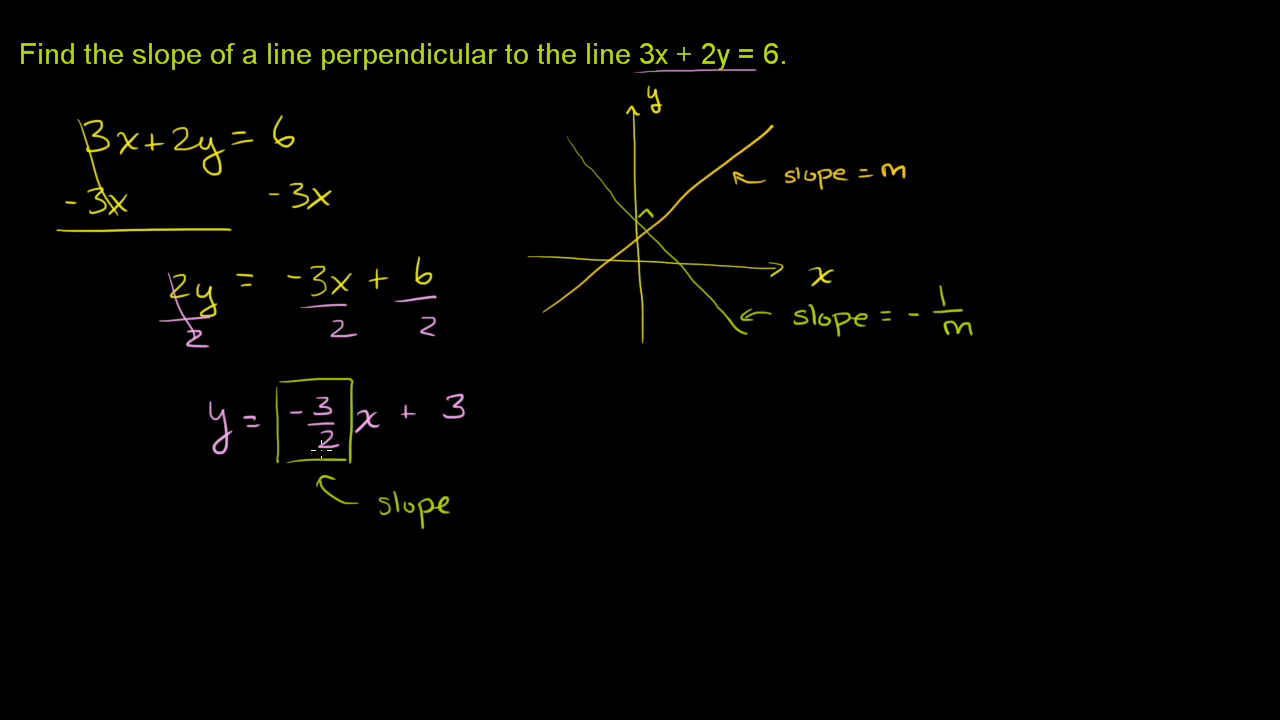 Find the slope of a line perpendicular to the line 3x + 2y = 6.
3x + 2y = 6
-3x -3x
2y = -3x + 6
2 2 2
y = -3/2 x + 3
slope
y
slope = m
x
slope = - 1/m